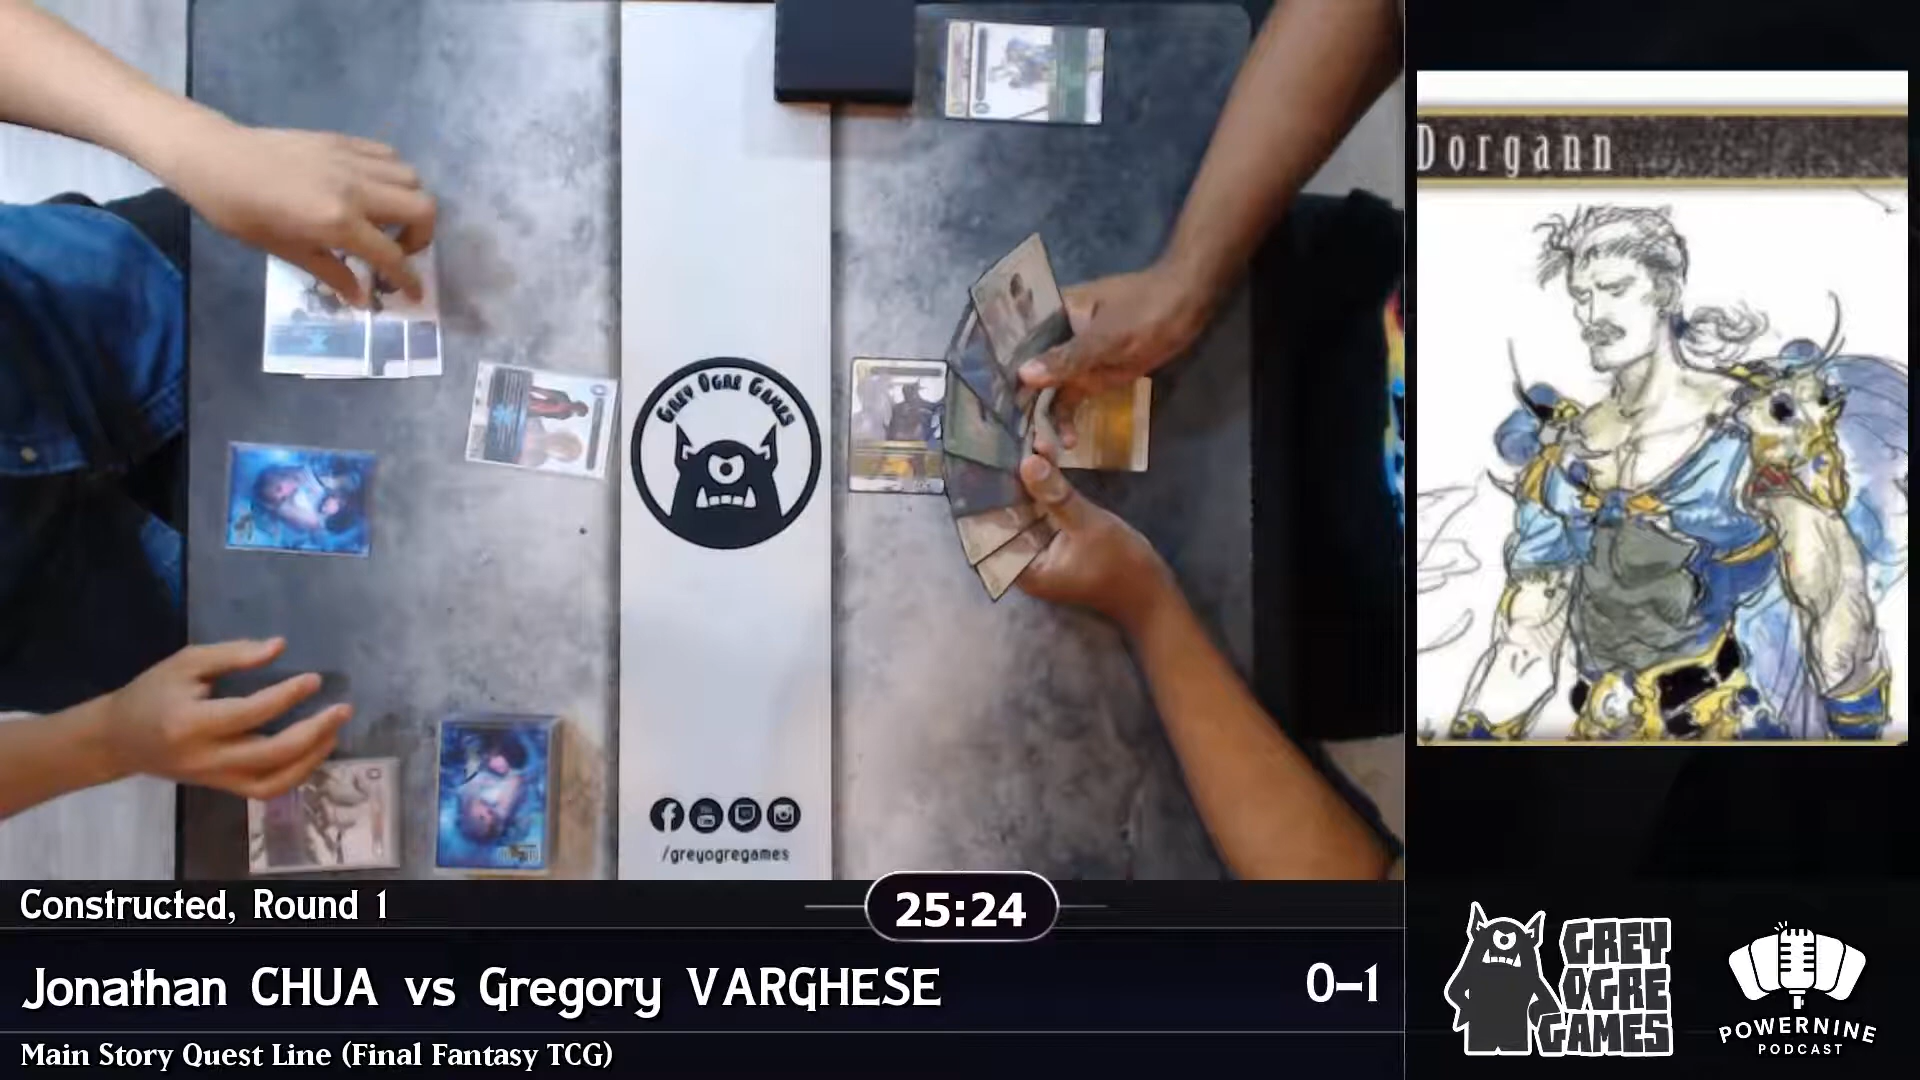 Dorgann
GREY OGRE GAMES
/greyogregames
Constructed, Round 1
25:24
Jonathan CHUA vs Gregory VARGHESE
0–1
Main Story Quest Line (Final Fantasy TCG)
GREY
OGRE
GAMES
POWERNINE
PODCAST